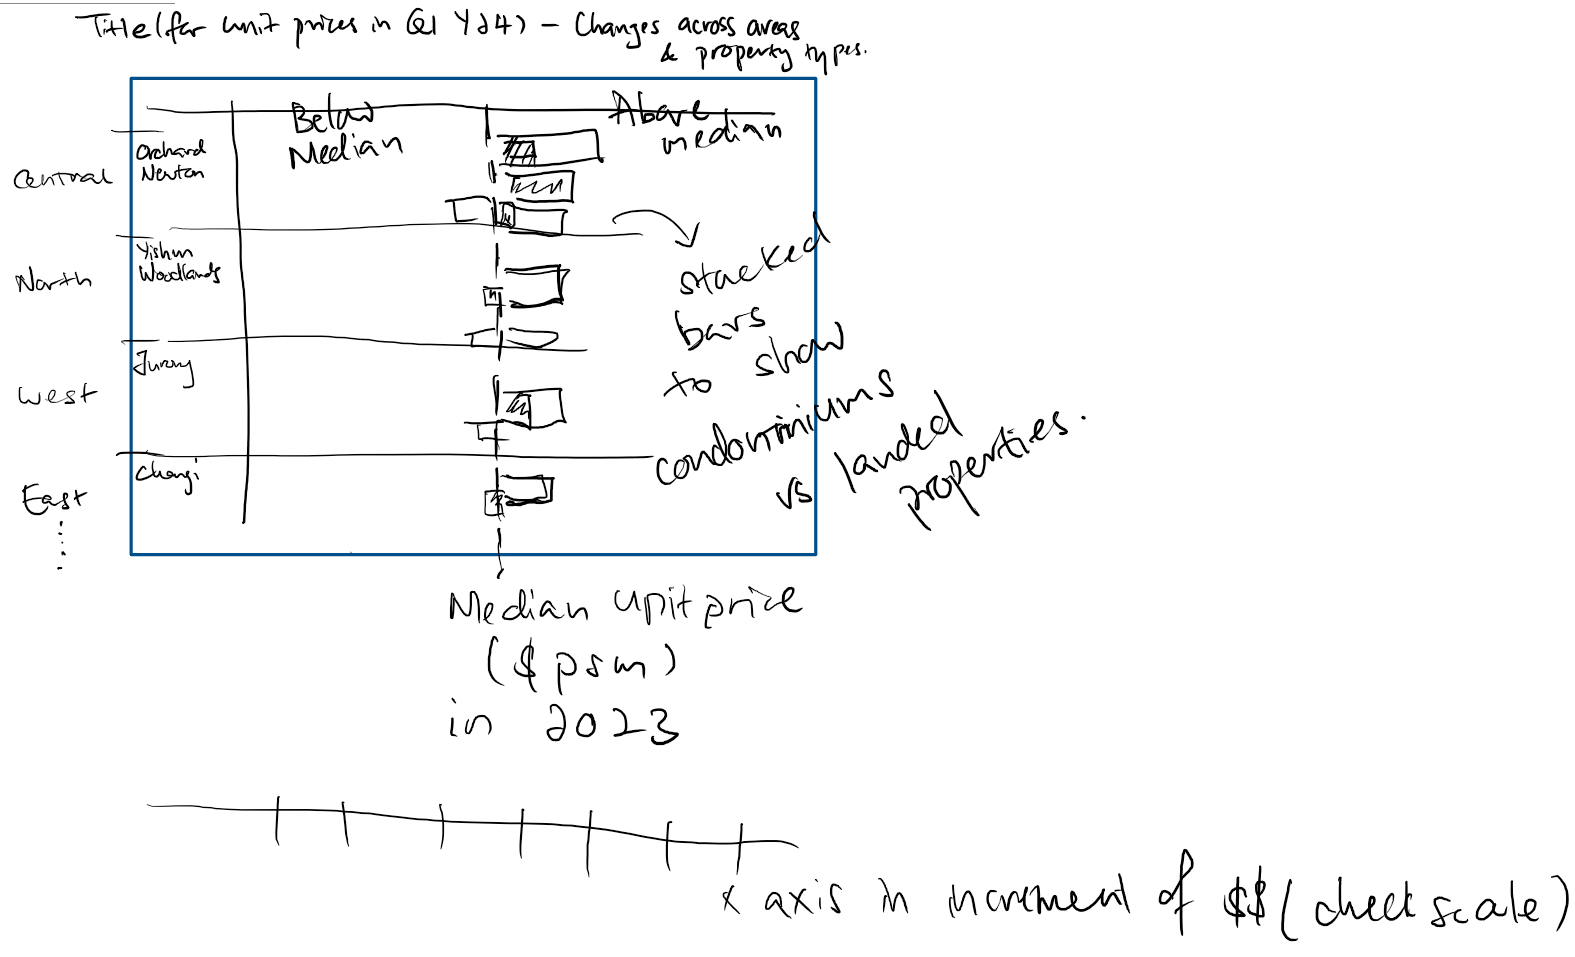 Title (for unit prices in Q1 Y24) – Changes across areas
& property types.
Below
Median
Above
median
Central
Orchard
Newton
North
Yishun
Woodlands
West
Jurong
East
Changi
stacked
bars
to show
condominiums
vs landed
properties.
Median unit price
($ psm)
in 2023
x axis in increment of $$ (check scale)